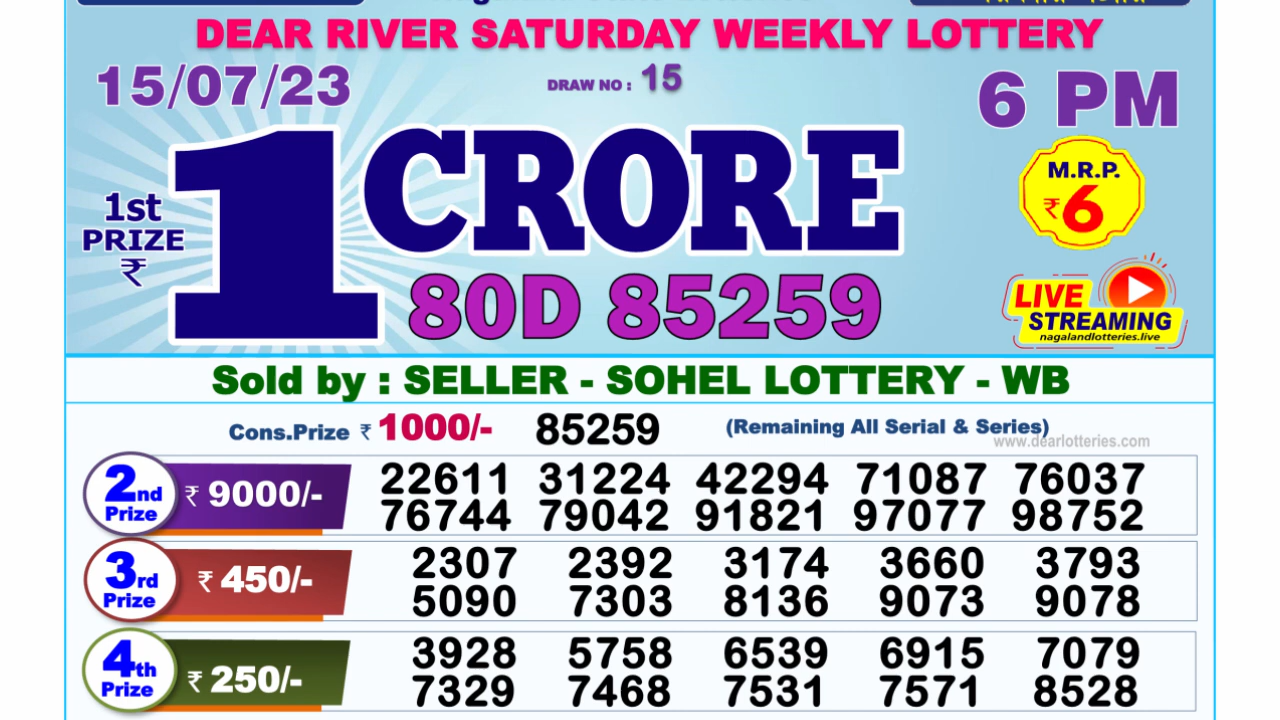 DEAR RIVER SATURDAY WEEKLY LOTTERY
15/07/23
DRAW NO : 15
6 PM
1st PRIZE ₹
1 CRORE
80D 85259
M.R.P.
₹6
LIVE
STREAMING
nagalandlotteries.live
Sold by : SELLER - SOHEL LOTTERY - WB
Cons.Prize ₹ 1000/- 85259 (Remaining All Serial & Series)
www.dearlotteries.com
2nd Prize ₹ 9000/-
22611 31224 42294 71087 76037
76744 79042 91821 97077 98752
3rd Prize ₹ 450/-
2307 2392 3174 3660 3793
5090 7303 8136 9073 9078
4th Prize ₹ 250/-
3928 5758 6539 6915 7079
7329 7468 7531 7571 8528